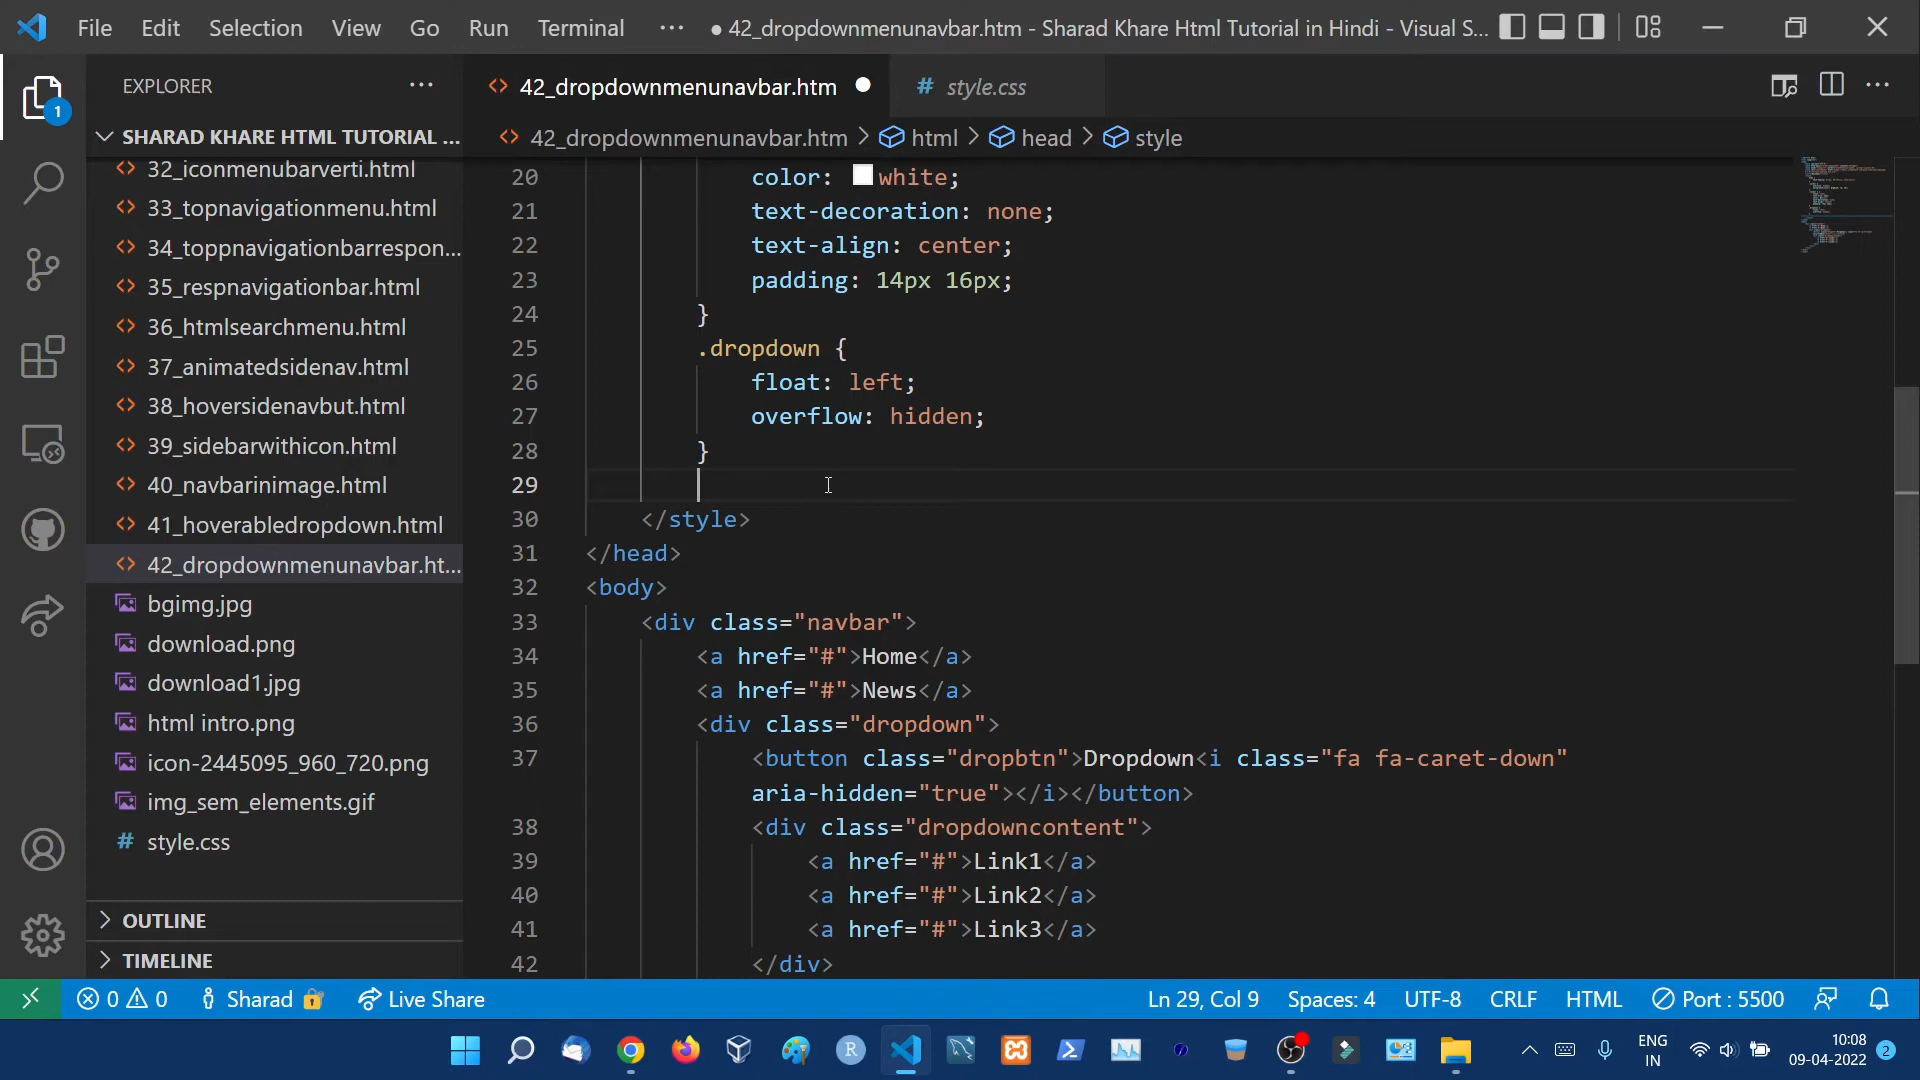 File Edit Selection View Go Run Terminal ··· ● 42_dropdownmenunavbar.htm - Sharad Khare Html Tutorial in Hindi - Visual S...
EXPLORER ···
42_dropdownmenunavbar.htm ●
# style.css
SHARAD KHARE HTML TUTORIAL ...
42_dropdownmenunavbar.htm > html > head > style
32_iconmenubarverti.html
33_topnavigationmenu.html
34_toppnavigationbarrespon...
35_respnavigationbar.html
36_htmlsearchmenu.html
37_animatedsidenav.html
38_hoversidenavbut.html
39_sidebarwithicon.html
40_navbarinimage.html
41_hoverabledropdown.html
42_dropdownmenunavbar.ht...
bgimg.jpg
download.png
download1.jpg
html intro.png
icon-2445095_960_720.png
img_sem_elements.gif
# style.css
OUTLINE
TIMELINE
20 color: white;
21 text-decoration: none;
22 text-align: center;
23 padding: 14px 16px;
24 }
25 .dropdown {
26 float: left;
27 overflow: hidden;
28 }
29
30 </style>
31 </head>
32 <body>
33 <div class="navbar">
34 <a href="#">Home</a>
35 <a href="#">News</a>
36 <div class="dropdown">
37 <button class="dropbtn">Dropdown<i class="fa fa-caret-down"
aria-hidden="true"></i></button>
38 <div class="dropdowncontent">
39 <a href="#">Link1</a>
40 <a href="#">Link2</a>
41 <a href="#">Link3</a>
42 </div>
1
0 0 Sharad Live Share Ln 29, Col 9 Spaces: 4 UTF-8 CRLF HTML Port : 5500
R
ENG
IN
10:08
09-04-2022
2